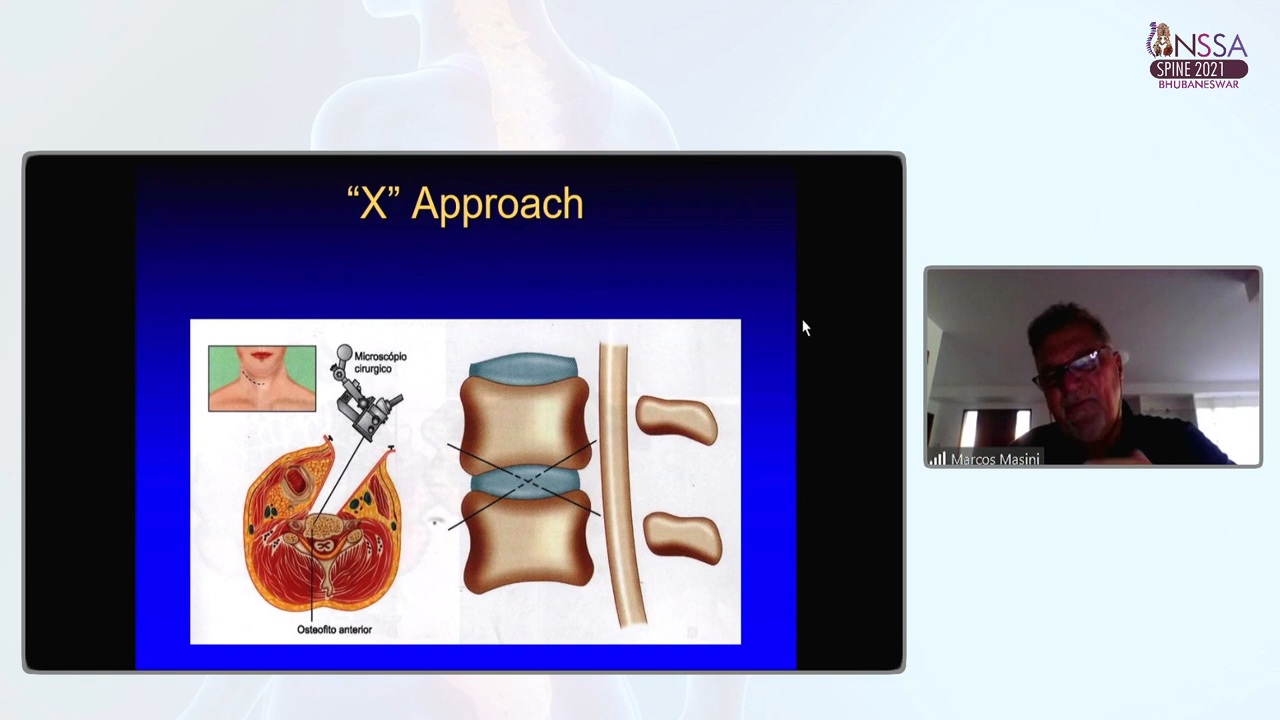 NSSA
SPINE 2021
BHUBANESWAR
“X” Approach
Microscópio
cirurgico
Osteofito anterior
Marcos Masini